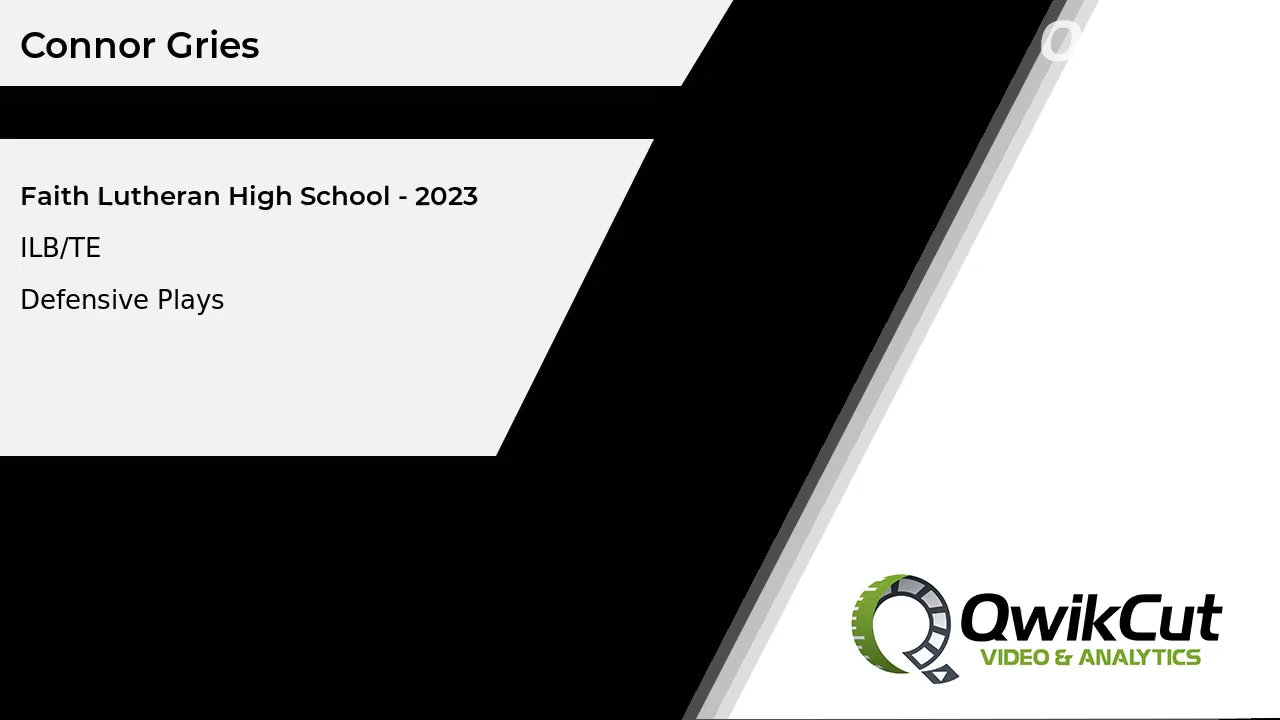 Connor Gries
Faith Lutheran High School - 2023
ILB/TE
Defensive Plays
QwikCut
VIDEO & ANALYTICS